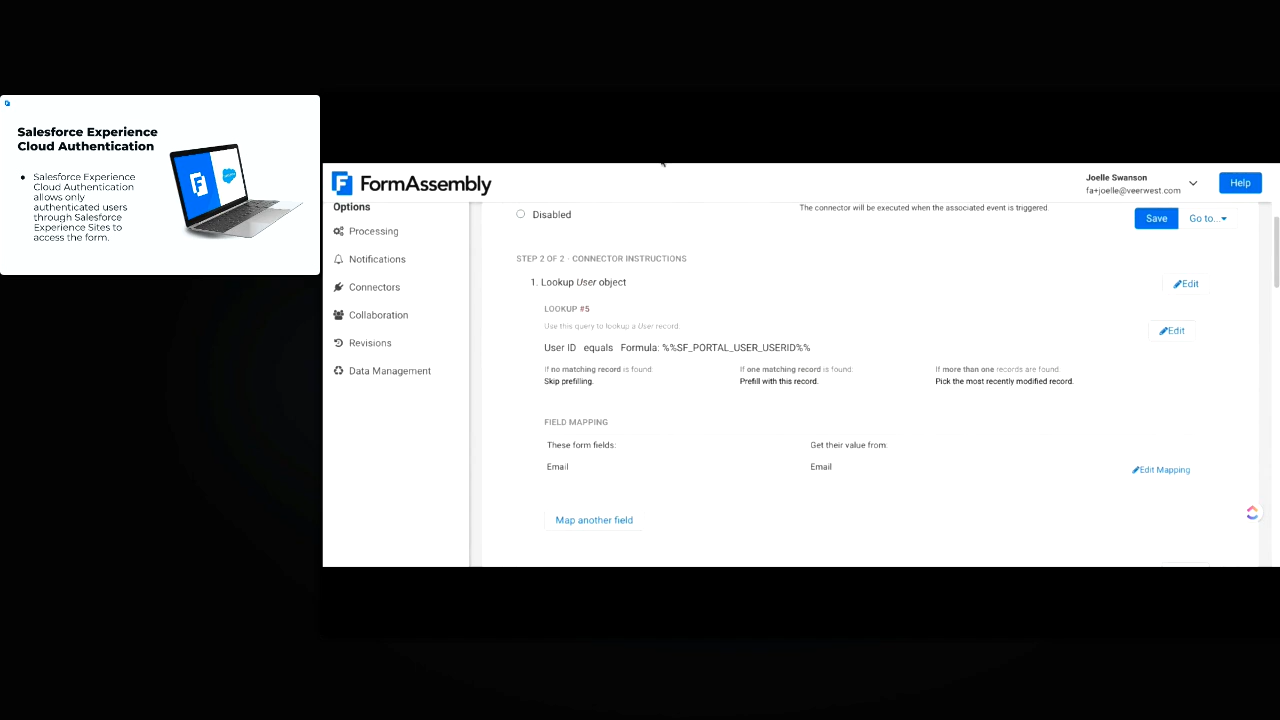 Salesforce Experience
Cloud Authentication
● Salesforce Experience
Cloud Authentication
allows only
authenticated users
through Salesforce
Experience Sites to
access the form.
FormAssembly
Joelle Swanson
fa+joelle@veerwest.com
Help
Options
Processing
Notifications
Connectors
Collaboration
Revisions
Data Management
Disabled
The connector will be executed when the associated event is triggered.
Save
Go to...
STEP 2 OF 2 - CONNECTOR INSTRUCTIONS
1. Lookup User object
Edit
LOOKUP #5
Use this query to lookup a User record.
Edit
User ID equals Formula: %%SF_PORTAL_USER_USERID%%
If no matching record is found:
Skip prefilling.
If one matching record is found:
Prefill with this record.
If more than one records are found:
Pick the most recently modified record.
FIELD MAPPING
These form fields:
Get their value from:
Email
Email
Edit Mapping
Map another field